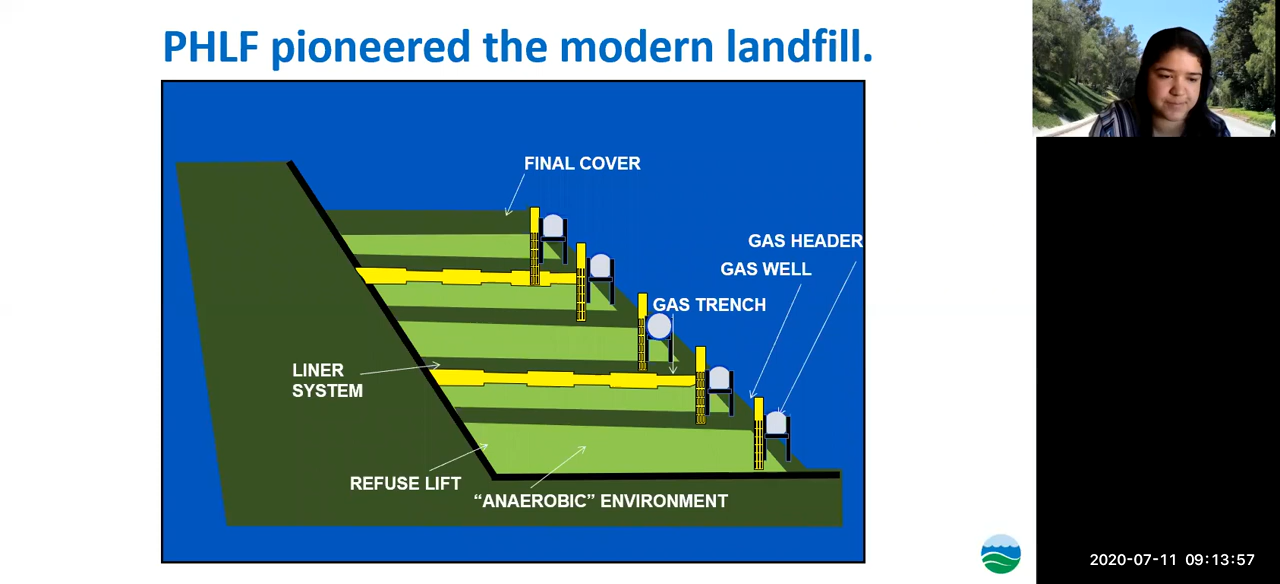 PHLF pioneered the modern landfill.
FINAL COVER
GAS HEADER
GAS WELL
GAS TRENCH
LINER
SYSTEM
REFUSE LIFT
“ANAEROBIC” ENVIRONMENT
2020-07-11 09:13:57